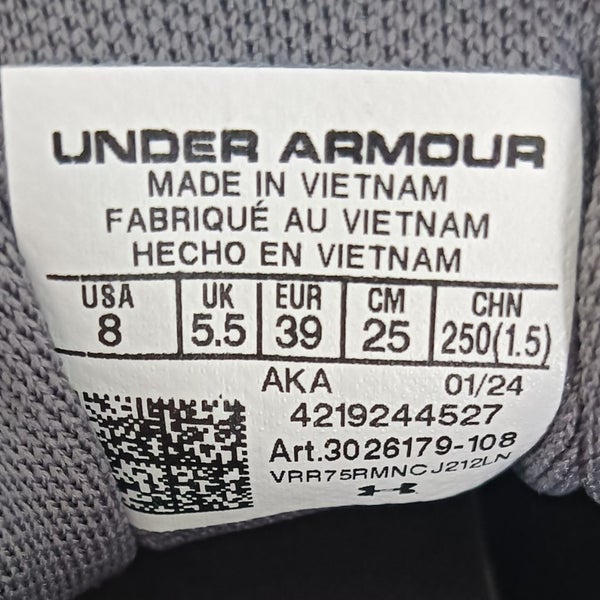 UNDER ARMOUR
MADE IN VIETNAM
FABRIQUÉ AU VIETNAM
HECHO EN VIETNAM
USA UK EUR CM CHN
8 5.5 39 25 250(1.5)
AKA 01/24
4219244527
Art.3026179-108
VRR75RMNCJ212LN